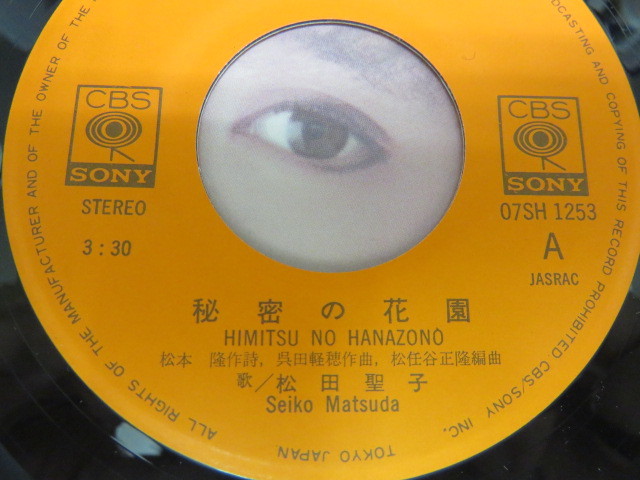 CBS
SONY
STEREO
3:30
CBS
SONY
07SH 1253
A
JASRAC
秘密の花園
HIMITSU NO HANAZONO
松本 隆作詩，呉田軽穂作曲，松任谷正隆編曲
歌／松田聖子
Seiko Matsuda
ALL RIGHTS OF THE MANUFACTURER AND OF THE OWNER OF THE
CASTING AND COPYING OF THIS RECORD PROHIBITED CBS/SONY INC.
TOKYO JAPAN